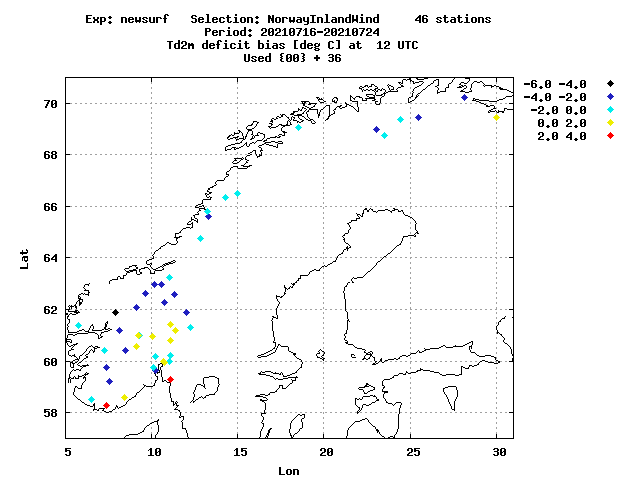 Exp: newsurf   Selection: NorwayInlandWind     46 stations
Period: 20210716-20210724
Td2m deficit bias [deg C] at  12 UTC
Used {00} + 36
-6.0 -4.0
-4.0 -2.0
-2.0 0.0
0.0 2.0
2.0 4.0
70
68
66
64
62
60
58
Lat
5 10 15 20 25 30
Lon